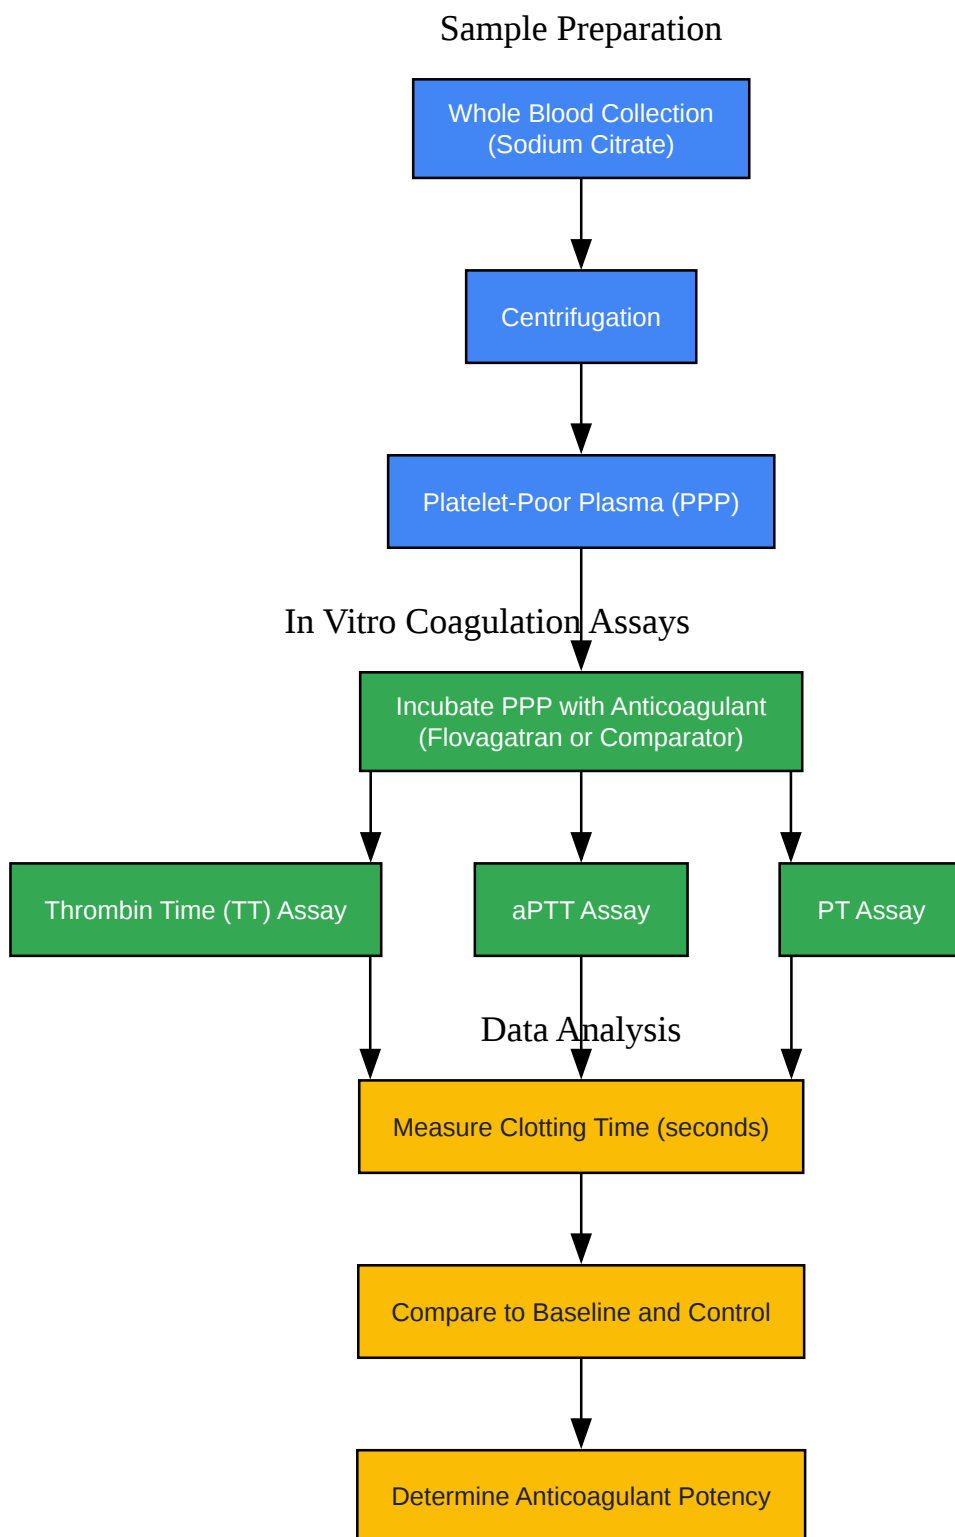 Sample Preparation
Whole Blood Collection
(Sodium Citrate)
Centrifugation
Platelet-Poor Plasma (PPP)
In Vitro Coagulation Assays
Incubate PPP with Anticoagulant
(Flovagatran or Comparator)
Thrombin Time (TT) Assay
aPTT Assay
PT Assay
Data Analysis
Measure Clotting Time (seconds)
Compare to Baseline and Control
Determine Anticoagulant Potency